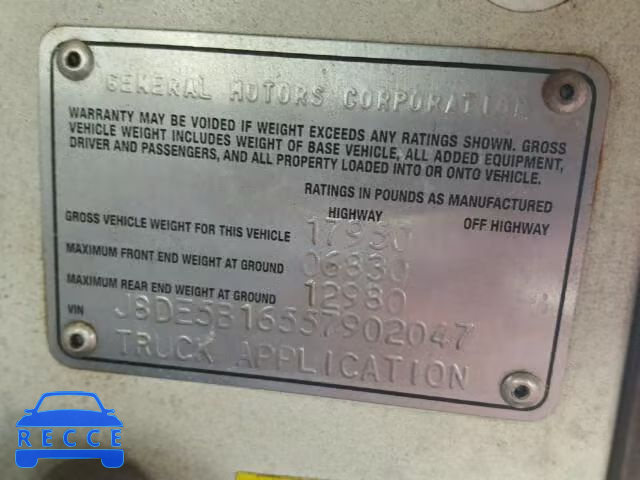 GENERAL MOTORS CORPORATION
WARRANTY MAY BE VOIDED IF WEIGHT EXCEEDS ANY RATINGS SHOWN. GROSS
VEHICLE WEIGHT INCLUDES WEIGHT OF BASE VEHICLE, ALL ADDED EQUIPMENT,
DRIVER AND PASSENGERS, AND ALL PROPERTY LOADED INTO OR ONTO VEHICLE.
RATINGS IN POUNDS AS MANUFACTURED
HIGHWAY OFF HIGHWAY
GROSS VEHICLE WEIGHT FOR THIS VEHICLE 17950
MAXIMUM FRONT END WEIGHT AT GROUND 06830
MAXIMUM REAR END WEIGHT AT GROUND 12980
VIN J8DE5B16557902047
TRUCK APPLICATION
RECCE